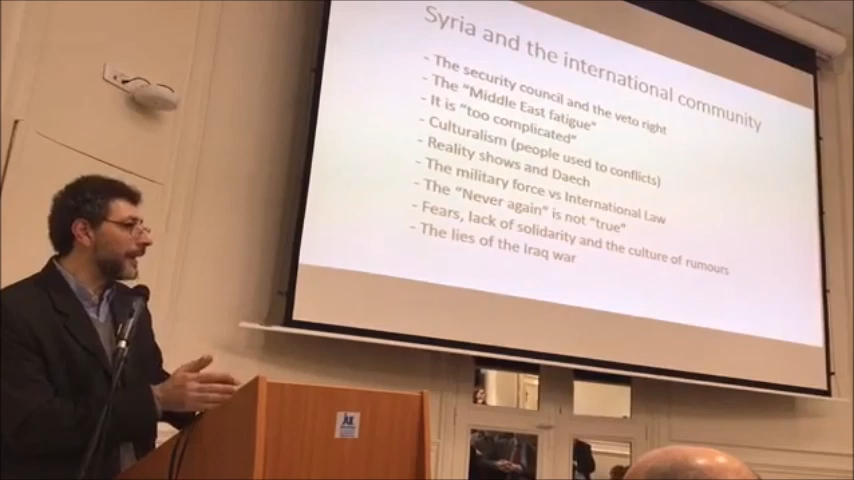 Syria and the international community
- The security council and the veto right
- The "Middle East fatigue"
- It is "too complicated"
- Culturalism (people used to conflicts)
- Reality shows and Daech
- The military force vs International Law
- The "Never again" is not "true"
- Fears, lack of solidarity and the culture of rumours
- The lies of the Iraq war